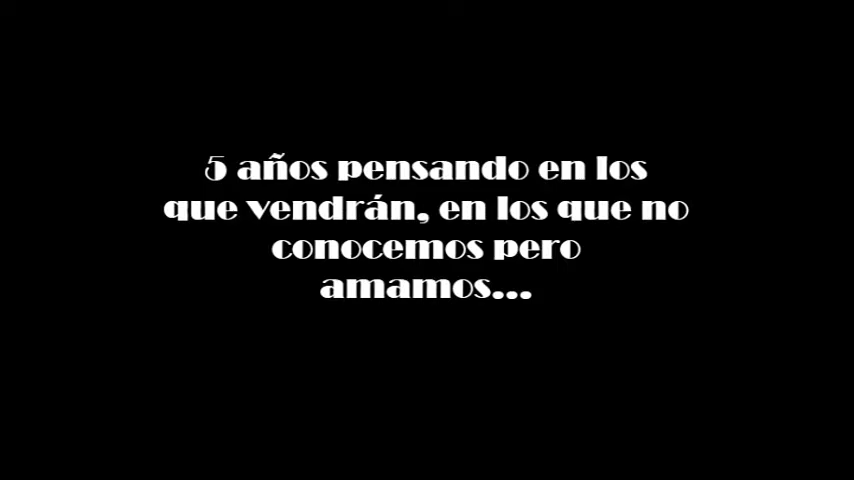 5 años pensando en los
que vendrán, en los que no
conocemos pero
amamos...